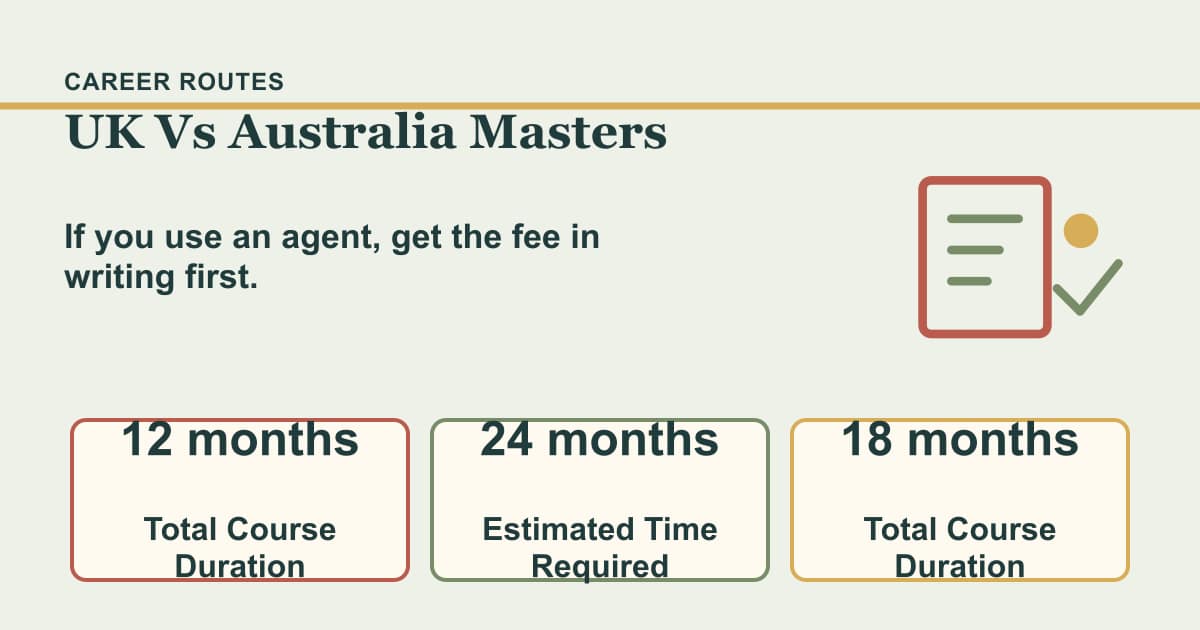 CAREER ROUTES
UK Vs Australia Masters
If you use an agent, get the fee in
writing first.
12 months
Total Course
Duration
24 months
Estimated Time
Required
18 months
Total Course
Duration